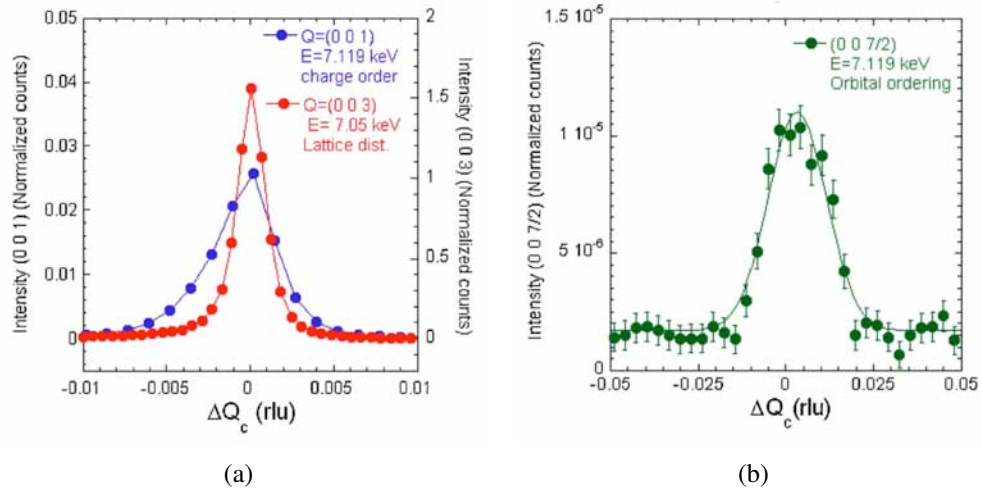 0.05
0.04
0.03
0.02
0.01
0
-0.010
-0.005
0
0.005
0.01
2
1.5
1
0.5
0
Intensity (0 0 1) (Normalized counts)
Intensity (0 0 3) (Normalized counts)
Q=(0 0 1)
E=7.119 keV
charge order
Q=(0 0 3)
E= 7.05 keV
Lattice dist.
ΔQc (rlu)
(a)
1.5 10-5
1 10-5
5 10-6
0
-0.05
-0.025
0
0.025
0.05
Intensity (0 0 7/2) (Normalized counts)
(0 0 7/2)
E=7.119 keV
Orbital ordering
ΔQc(rlu)
(b)